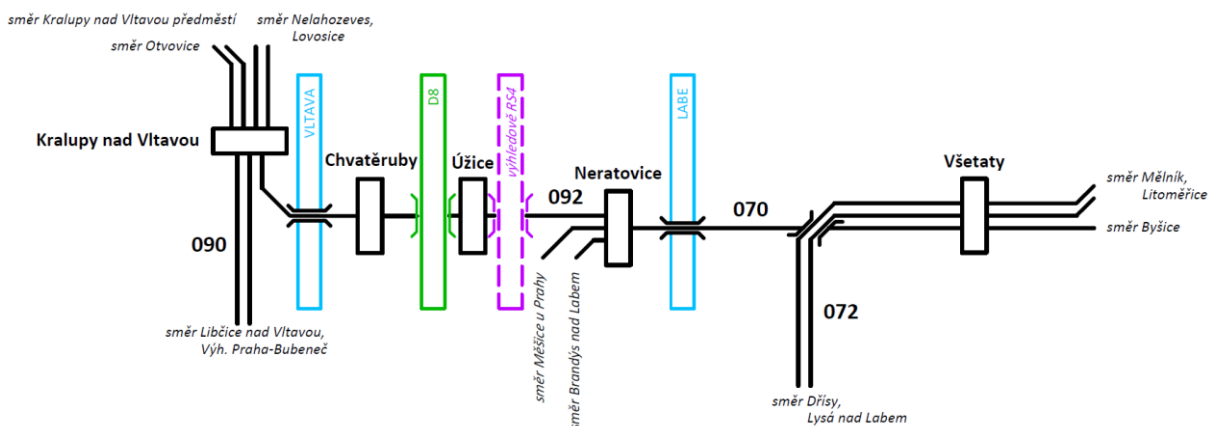 směr Kralupy nad Vltavou předměstí
směr Nelahozeves,
Lovosice
směr Otvovice
Kralupy nad Vltavou
VLTAVA
Chvatěruby
D8
Úžice
výhledově RS4
092
Neratovice
LABE
070
Všetaty
směr Mělník,
Litoměřice
směr Byšice
090
směr Libčice nad Vltavou,
Výh. Praha-Bubeneč
směr Měšice u Prahy
směr Brandýs nad Labem
072
směr Dřísy,
Lysá nad Labem